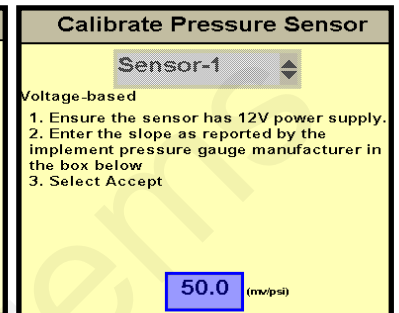 Calibrate Pressure Sensor
Sensor-1
Voltage-based
1. Ensure the sensor has 12V power supply.
2. Enter the slope as reported by the
implement pressure gauge manufacturer in
the box below
3. Select Accept
50.0 (mv/psi)